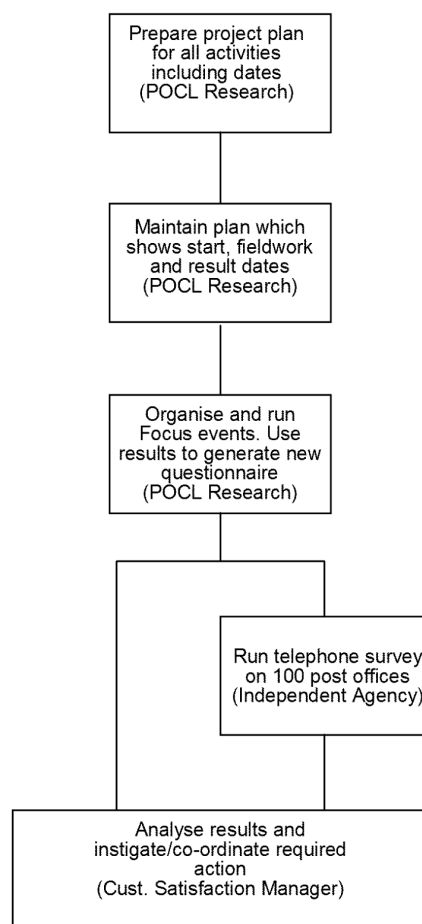 Prepare project plan
for all activities
including dates
(POCL Research)
Maintain plan which
shows start, fieldwork
and result dates
(POCL Research)
Organise and run
Focus events. Use
results to generate new
questionnaire
(POCL Research)
Run telephone survey
on 100 post offices
(Independent Agency)
Analyse results and
instigate/co-ordinate required
action
(Cust. Satisfaction Manager)